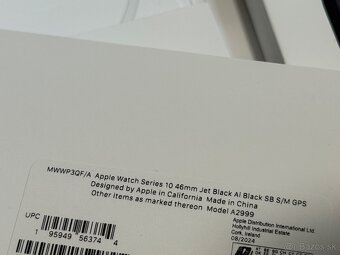 MWWP3QF/A Apple Watch Series 10 46mm Jet Black Al Black SB S/M GPS
Designed by Apple in California Made in China
Other items as marked thereon Model A2999
Apple Distribution International Ltd
Hollyhill Industrial Estate
Cork, Ireland
08/2024
UPC
1 95949 56374 4
bazos.sk